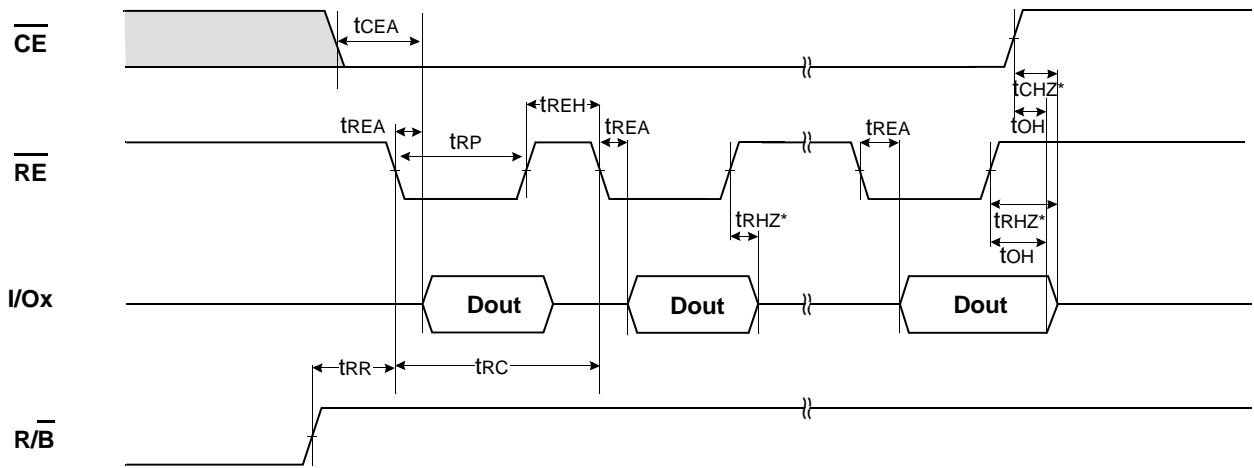 CE
tCEA
tCHZ*
tREH
tREA
tREA
tREA
tOH
tRP
RE
tRHZ*
tRHZ*
tOH
I/Ox
Dout
Dout
Dout
tRR
tRC
R/B